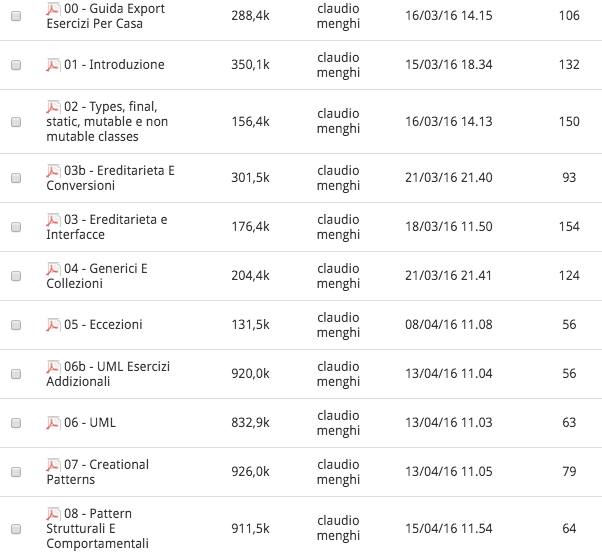 00 - Guida Export
Esercizi Per Casa
288,4k
claudio
menghi
16/03/16 14.15
106
01 - Introduzione
350,1k
claudio
menghi
15/03/16 18.34
132
02 - Types, final,
static, mutable e non
mutable classes
156,4k
claudio
menghi
16/03/16 14.13
150
03b - Ereditarieta E
Conversioni
301,5k
claudio
menghi
21/03/16 21.40
93
03 - Ereditarieta e
Interfacce
176,4k
claudio
menghi
18/03/16 11.50
154
04 - Generici E
Collezioni
204,4k
claudio
menghi
21/03/16 21.41
124
05 - Eccezioni
131,5k
claudio
menghi
08/04/16 11.08
56
06b - UML Esercizi
Addizionali
920,0k
claudio
menghi
13/04/16 11.04
56
06 - UML
832,9k
claudio
menghi
13/04/16 11.03
63
07 - Creational
Patterns
926,0k
claudio
menghi
13/04/16 11.05
79
08 - Pattern
Strutturali E
Comportamentali
911,5k
claudio
menghi
15/04/16 11.54
64